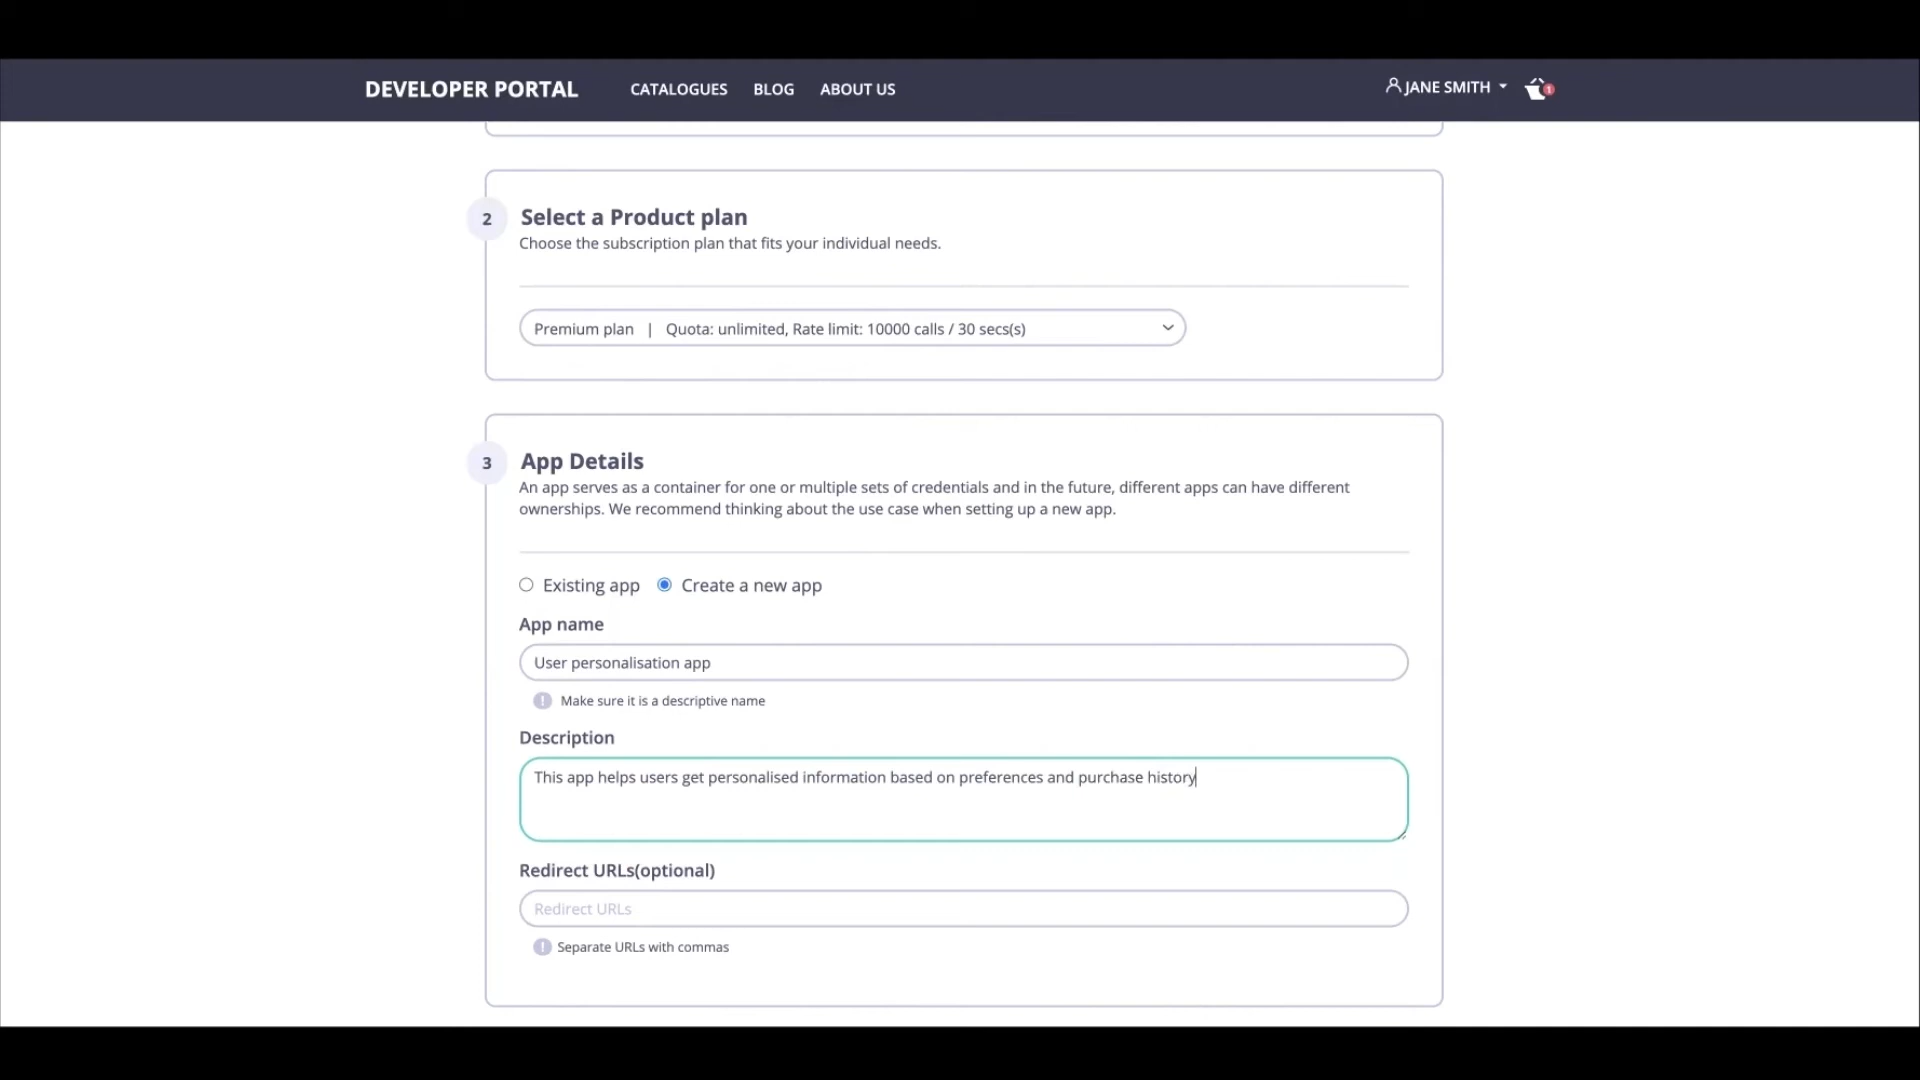 DEVELOPER PORTAL CATALOGUES BLOG ABOUT US JANE SMITH 1
2 Select a Product plan
Choose the subscription plan that fits your individual needs.
Premium plan | Quota: unlimited, Rate limit: 10000 calls / 30 secs(s)
3 App Details
An app serves as a container for one or multiple sets of credentials and in the future, different apps can have different
ownerships. We recommend thinking about the use case when setting up a new app.
Existing app Create a new app
App name
User personalisation app
! Make sure it is a descriptive name
Description
This app helps users get personalised information based on preferences and purchase history
Redirect URLs(optional)
Redirect URLs
! Separate URLs with commas